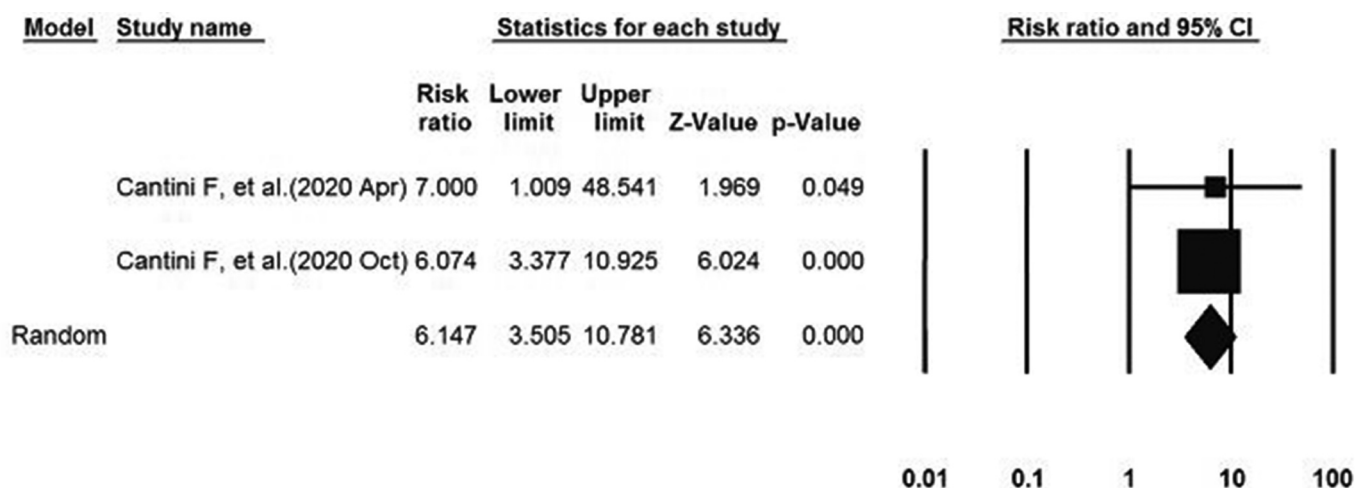 Model Study name Statistics for each study Risk ratio and 95% CI
Risk Lower Upper
ratio limit limit Z-Value p-Value
Cantini F, et al.(2020 Apr) 7.000 1.009 48.541 1.969 0.049
Cantini F, et al.(2020 Oct) 6.074 3.377 10.925 6.024 0.000
Random 6.147 3.505 10.781 6.336 0.000
0.01 0.1 1 10 100